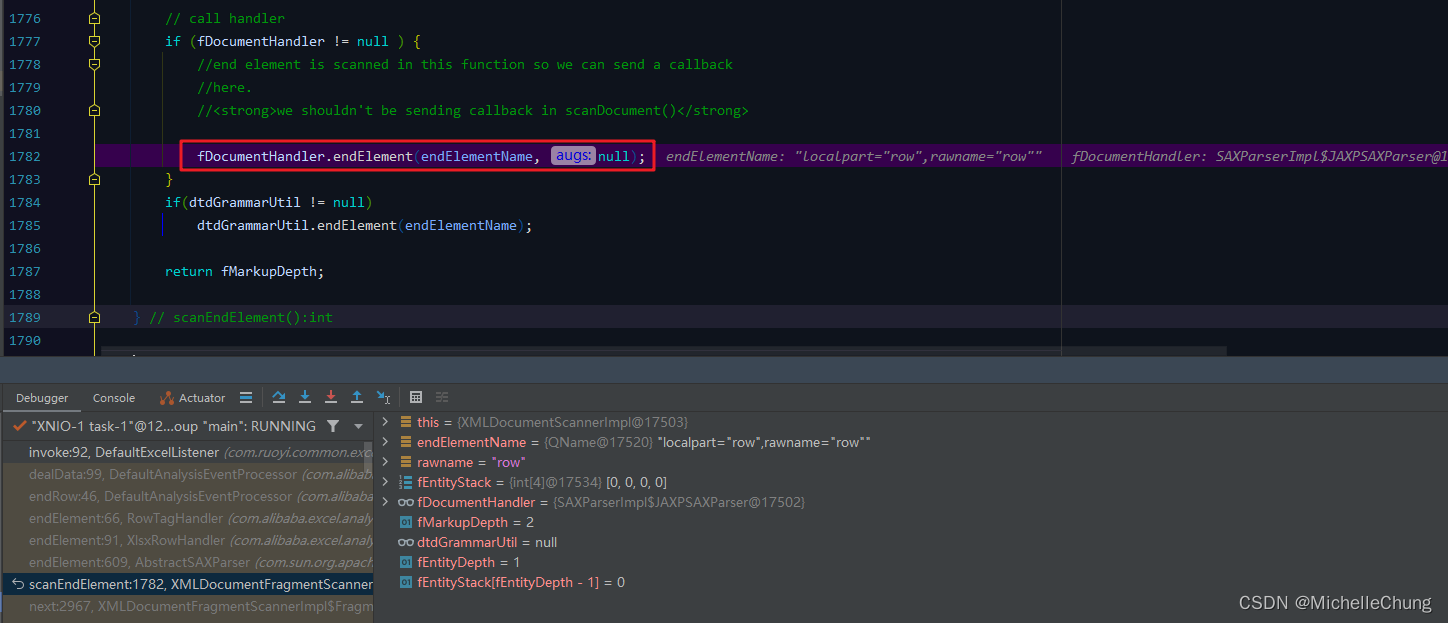 1776 // call handler
1777 if (fDocumentHandler != null ) {
1778 //end element is scanned in this function so we can send a callback
1779 //here.
1780 //<strong>we shouldn't be sending callback in scanDocument()</strong>
1781
1782 fDocumentHandler.endElement(endElementName, augs: null); endElementName: "localpart="row",rawname="row"" fDocumentHandler: SAXParserImpl$JAXPSAXParser@1
1783 }
1784 if(dtdGrammarUtil != null)
1785 dtdGrammarUtil.endElement(endElementName);
1786
1787 return fMarkupDepth;
1788
1789 } // scanEndElement():int
1790
Debugger Console Actuator
"XNIO-1 task-1"@12...oup "main": RUNNING
invoke:92, DefaultExcelListener (com.ruoyi.common.exc
dealData:99, DefaultAnalysisEventProcessor (com.alibaba
endRow:46, DefaultAnalysisEventProcessor (com.alibaba
endElement:66, RowTagHandler (com.alibaba.excel.analy
endElement:91, XlsxRowHandler (com.alibaba.excel.analy
endElement:609, AbstractSAXParser (com.sun.org.apach
scanEndElement:1782, XMLDocumentFragmentScanner
next:2967, XMLDocumentFragmentScannerImpl$Fragm
this = {XMLDocumentScannerImpl@17503}
endElementName = {QName@17520} "localpart="row",rawname="row""
rawname = "row"
fEntityStack = {int[4]@17534} [0, 0, 0, 0]
fDocumentHandler = {SAXParserImpl$JAXPSAXParser@17502}
fMarkupDepth = 2
dtdGrammarUtil = null
fEntityDepth = 1
fEntityStack[fEntityDepth - 1] = 0
CSDN @MichelleChung